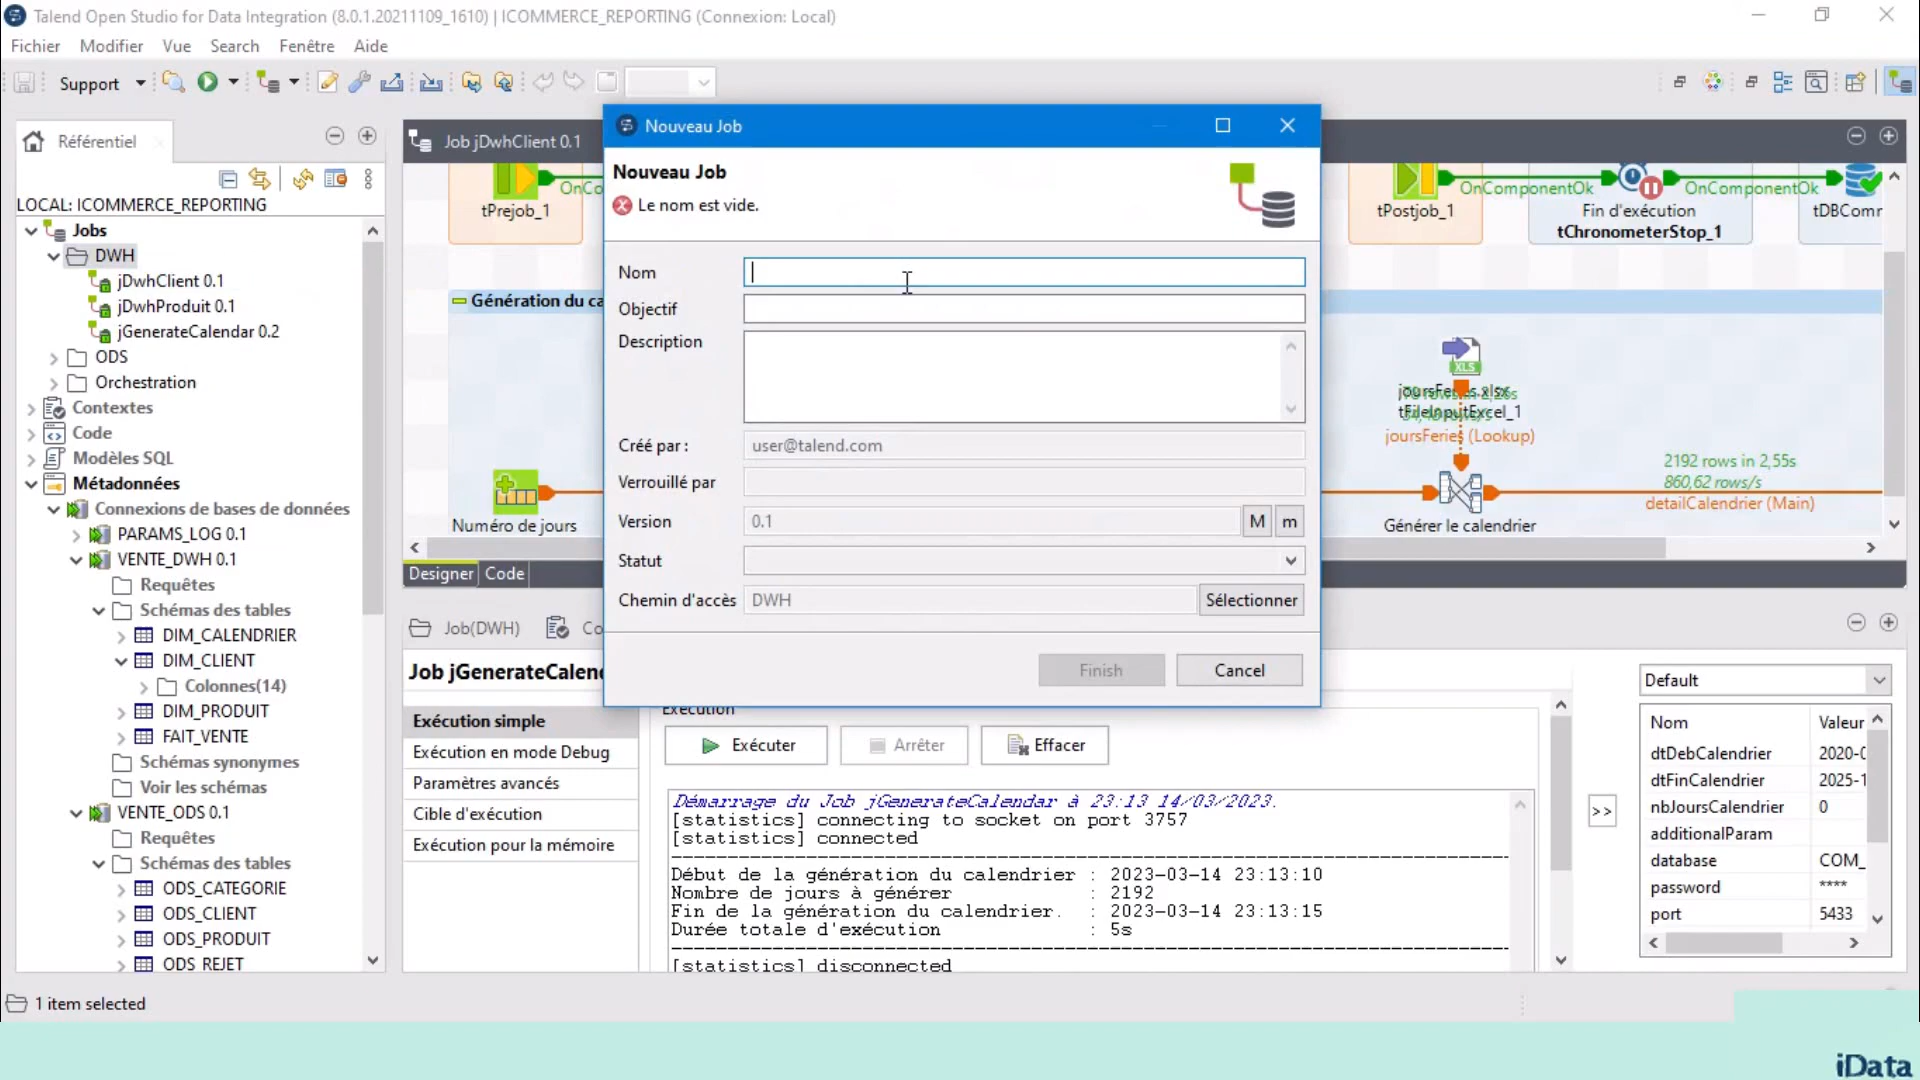 Talend Open Studio for Data Integration (8.0.1.20211109_1610) | ICOMMERCE_REPORTING (Connexion: Local)
Fichier Modifier Vue Search Fenêtre Aide
Support
Référentiel
LOCAL: ICOMMERCE_REPORTING
Jobs
DWH
jDwhClient 0.1
jDwhProduit 0.1
jGenerateCalendar 0.2
ODS
Orchestration
Contextes
Code
Modèles SQL
Métadonnées
Connexions de bases de données
PARAMS_LOG 0.1
VENTE_DWH 0.1
Requêtes
Schémas des tables
DIM_CALENDRIER
DIM_CLIENT
Colonnes(14)
DIM_PRODUIT
FAIT_VENTE
Schémas synonymes
Voir les schémas
VENTE_ODS 0.1
Requêtes
Schémas des tables
ODS_CATEGORIE
ODS_CLIENT
ODS_PRODUIT
ODS_REJET
1 item selected
Job jDwhClient 0.1
OnCo
tPrejob_1
Génération du ca
Numéro de jours
Designer
Code
Nouveau Job
Nouveau Job
Le nom est vide.
Nom
Objectif
Description
Créé par : user@talend.com
Verrouillé par
Version 0.1 M m
Statut
Chemin d'accès DWH Sélectionner
Finish Cancel
OnComponentOk OnComponentOk
tPostjob_1
Fin d'exécution
tChronometerStop_1
tDBComr
XLS
joursFeries.xlsx
tFileInputExcel_1
joursFeries (Lookup)
2192 rows in 2,55s
860,62 rows/s
detailCalendrier (Main)
Générer le calendrier
Job(DWH) Co
Job jGenerateCalen
Exécution simple
Exécution en mode Debug
Paramètres avancés
Cible d'exécution
Exécution pour la mémoire
Execution
Exécuter Arrêter Effacer
Démarrage du Job jGenerateCalendar à 23:13 14/03/2023.
[statistics] connecting to socket on port 3757
[statistics] connected
Début de la génération du calendrier : 2023-03-14 23:13:10
Nombre de jours à générer : 2192
Fin de la génération du calendrier. : 2023-03-14 23:13:15
Durée totale d'exécution : 5s
[statistics] disconnected
>>
Default
Nom Valeur
dtDebCalendrier 2020-0
dtFinCalendrier 2025-1
nbJoursCalendrier 0
additionalParam
database COM_
password ****
port 5433
iData